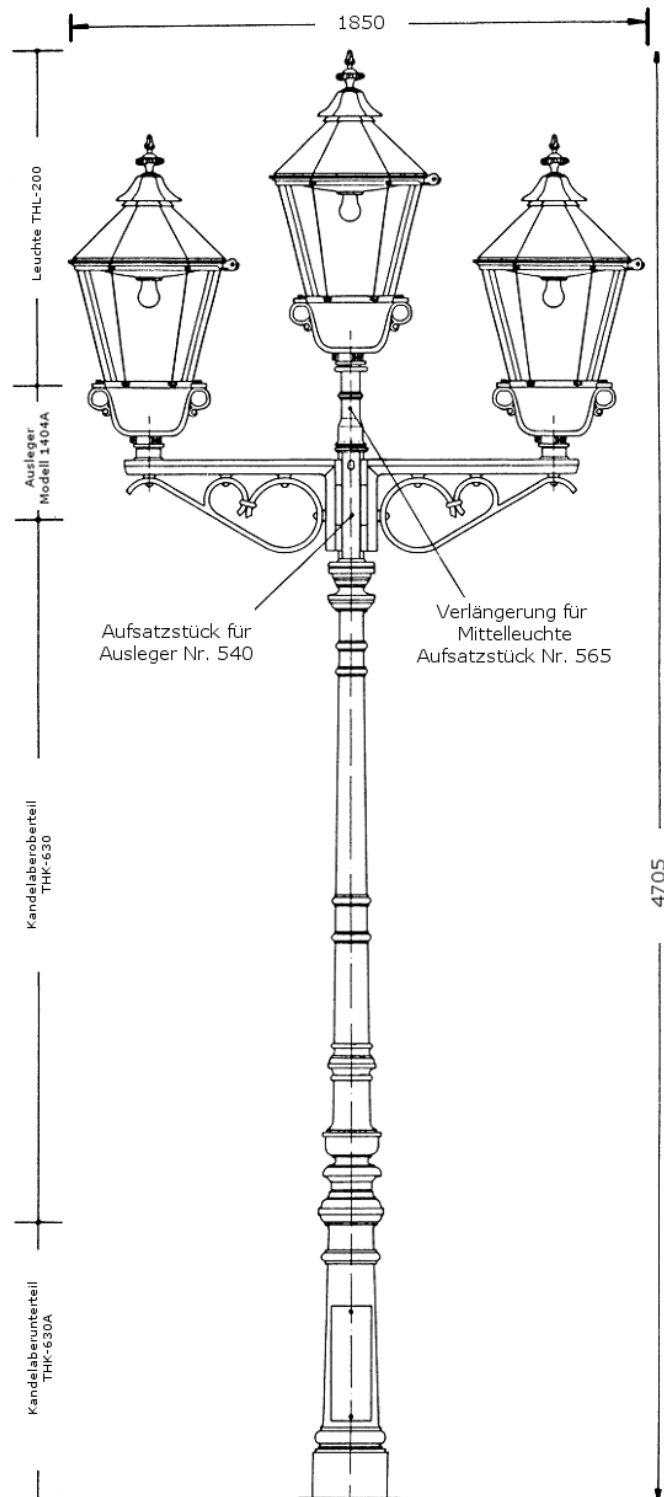 1850
Leuchte THL-200
Ausleger
Modell 1404A
Aufsatzstück für
Ausleger Nr. 540
Verlängerung für
Mittelleuchte
Aufsatzstück Nr. 565
Kandelaberoberteil
THK-630
4705
Kandelaberunterteil
THK-630A